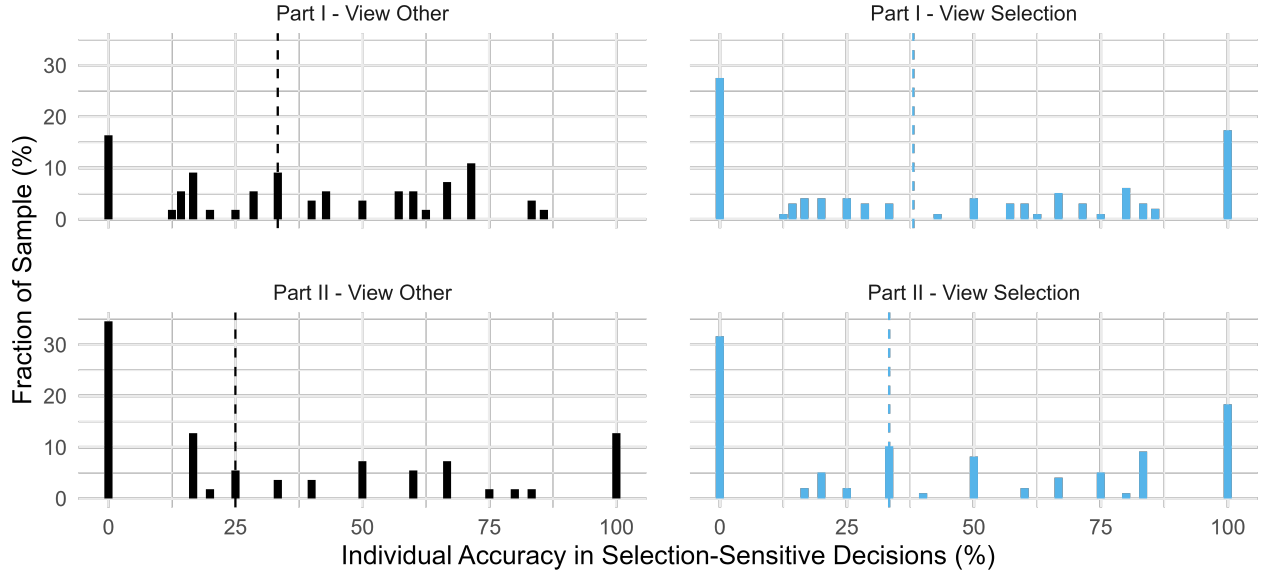 Part I - View Other
Part I - View Selection
30
20
10
0
Part II - View Other
Part II - View Selection
30
20
10
0
0 25 50 75 100
0 25 50 75 100
Fraction of Sample (%)
Individual Accuracy in Selection-Sensitive Decisions (%)